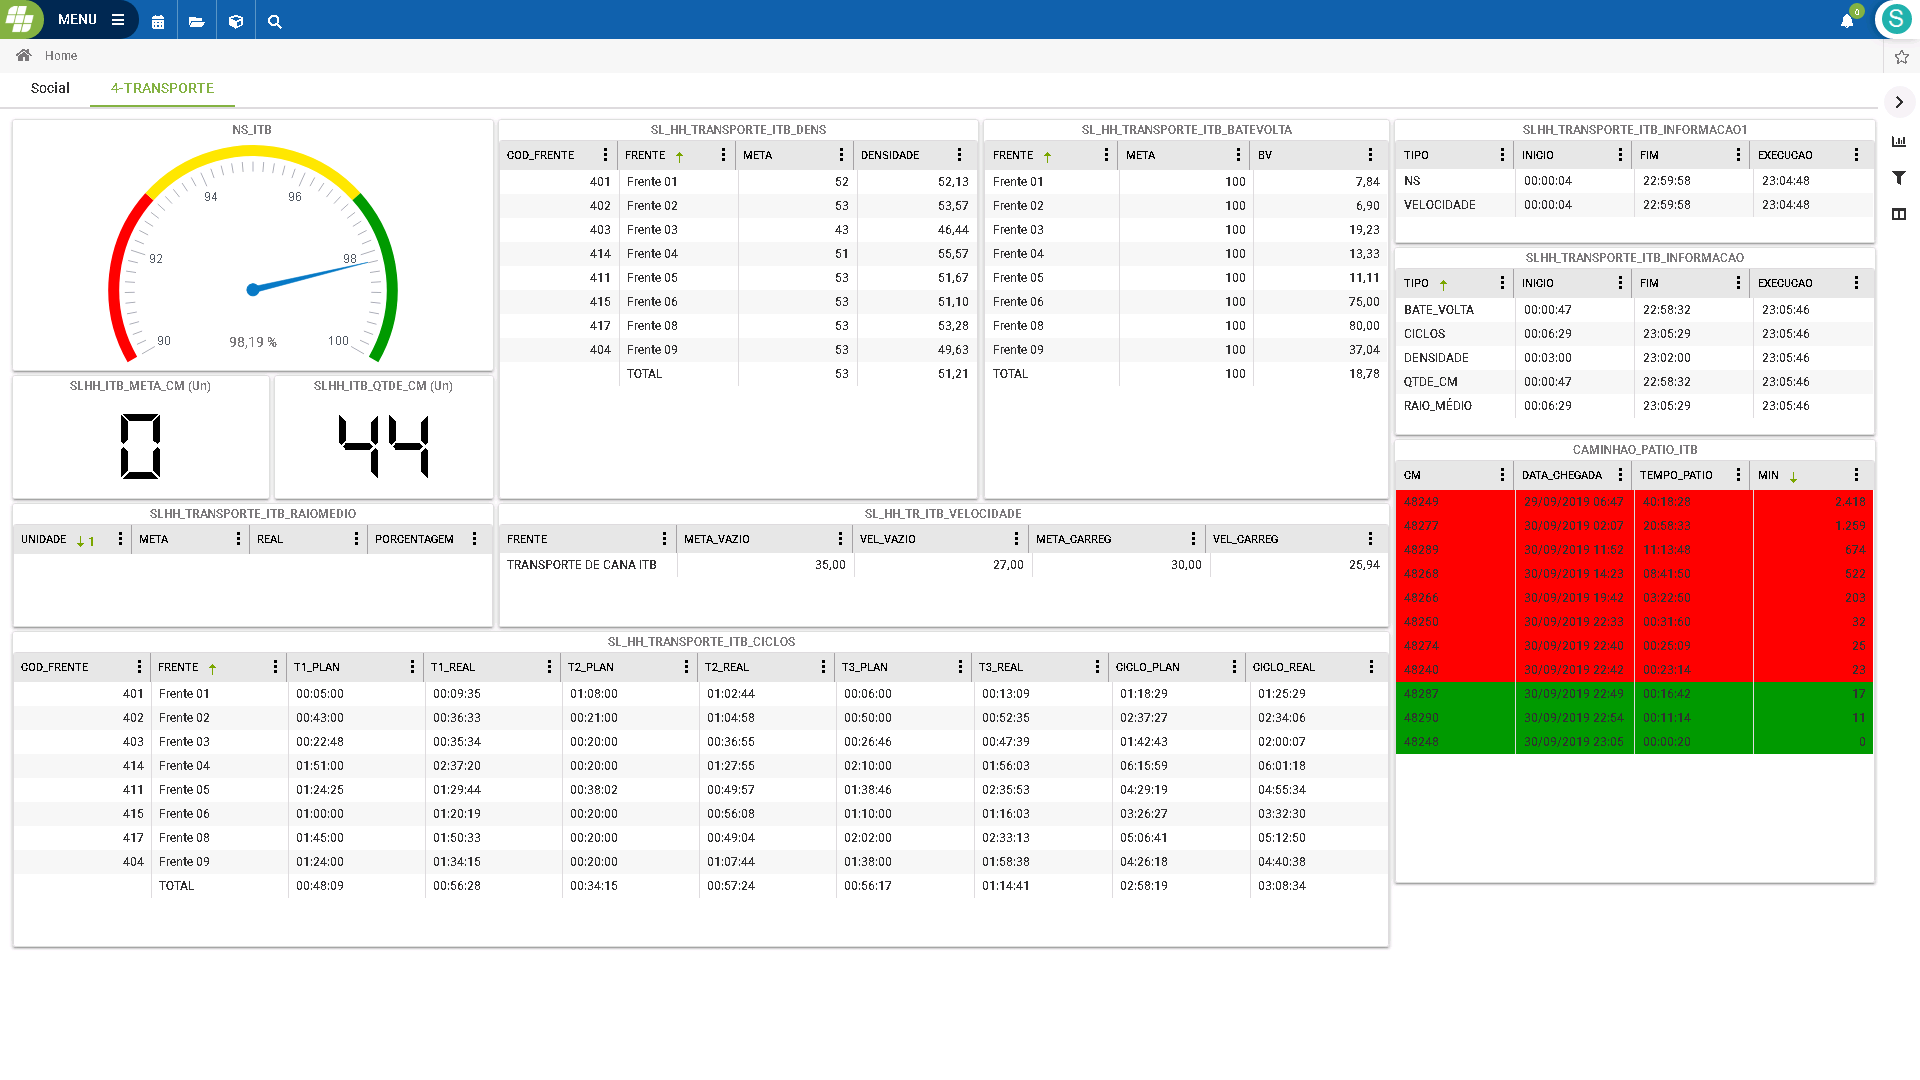 MENU
0
S
Home
Social
4-TRANSPORTE
NS_ITB
90
92
94
96
98
100
98,19 %
SLHH_ITB_META_CM (Un)
0
SLHH_ITB_QTDE_CM (Un)
44
SL_HH_TRANSPORTE_ITB_DENS
COD_FRENTE FRENTE META DENSIDADE
401 Frente 01 52 52,13
402 Frente 02 53 53,57
403 Frente 03 43 46,44
414 Frente 04 51 55,57
411 Frente 05 53 51,67
415 Frente 06 53 51,10
417 Frente 08 53 53,28
404 Frente 09 53 49,63
TOTAL 53 51,21
SL_HH_TRANSPORTE_ITB_BATEVOLTA
FRENTE META BV
Frente 01 100 7,84
Frente 02 100 6,90
Frente 03 100 19,23
Frente 04 100 13,33
Frente 05 100 11,11
Frente 06 100 75,00
Frente 08 100 80,00
Frente 09 100 37,04
TOTAL 100 18,78
SLHH_TRANSPORTE_ITB_INFORMACAO1
TIPO INICIO FIM EXECUCAO
NS 00:00:04 22:59:58 23:04:48
VELOCIDADE 00:00:04 22:59:58 23:04:48
SLHH_TRANSPORTE_ITB_INFORMACAO
TIPO INICIO FIM EXECUCAO
BATE_VOLTA 00:00:47 22:58:32 23:05:46
CICLOS 00:06:29 23:05:29 23:05:46
DENSIDADE 00:03:00 23:02:00 23:05:46
QTDE_CM 00:00:47 22:58:32 23:05:46
RAIO_MÉDIO 00:06:29 23:05:29 23:05:46
CAMINHAO_PATIO_ITB
CM DATA_CHEGADA TEMPO_PATIO MIN
48249 29/09/2019 06:47 40:18:28 2.418
48277 30/09/2019 02:07 20:58:33 1.259
48289 30/09/2019 11:52 11:13:48 674
48268 30/09/2019 14:23 08:41:50 522
48266 30/09/2019 19:42 03:22:50 203
48250 30/09/2019 22:33 00:31:60 32
48274 30/09/2019 22:40 00:25:09 25
48240 30/09/2019 22:42 00:23:14 23
48287 30/09/2019 22:49 00:16:42 17
48290 30/09/2019 22:54 00:11:14 11
48248 30/09/2019 23:05 00:00:20 0
SLHH_TRANSPORTE_ITB_RAIOMEDIO
UNIDADE 1 META REAL PORCENTAGEM
SL_HH_TR_ITB_VELOCIDADE
FRENTE META_VAZIO VEL_VAZIO META_CARREG VEL_CARREG
TRANSPORTE DE CANA ITB 35,00 27,00 30,00 25,94
SL_HH_TRANSPORTE_ITB_CICLOS
COD_FRENTE FRENTE T1_PLAN T1_REAL T2_PLAN T2_REAL T3_PLAN T3_REAL CICLO_PLAN CICLO_REAL
401 Frente 01 00:05:00 00:09:35 01:08:00 01:02:44 00:06:00 00:13:09 01:18:29 01:25:29
402 Frente 02 00:43:00 00:36:33 00:21:00 01:04:58 00:50:00 00:52:35 02:37:27 02:34:06
403 Frente 03 00:22:48 00:35:34 00:20:00 00:36:55 00:26:46 00:47:39 01:42:43 02:00:07
414 Frente 04 01:51:00 02:37:20 00:20:00 01:27:55 02:10:00 01:56:03 06:15:59 06:01:18
411 Frente 05 01:24:25 01:29:44 00:38:02 00:49:57 01:38:46 02:35:53 04:29:19 04:55:34
415 Frente 06 01:00:00 01:20:19 00:20:00 00:56:08 01:10:00 01:16:03 03:26:27 03:32:30
417 Frente 08 01:45:00 01:50:33 00:20:00 00:49:04 02:02:00 02:33:13 05:06:41 05:12:50
404 Frente 09 01:24:00 01:34:15 00:20:00 01:07:44 01:38:00 01:58:38 04:26:18 04:40:38
TOTAL 00:48:09 00:56:28 00:34:15 00:57:24 00:56:17 01:14:41 02:58:19 03:08:34